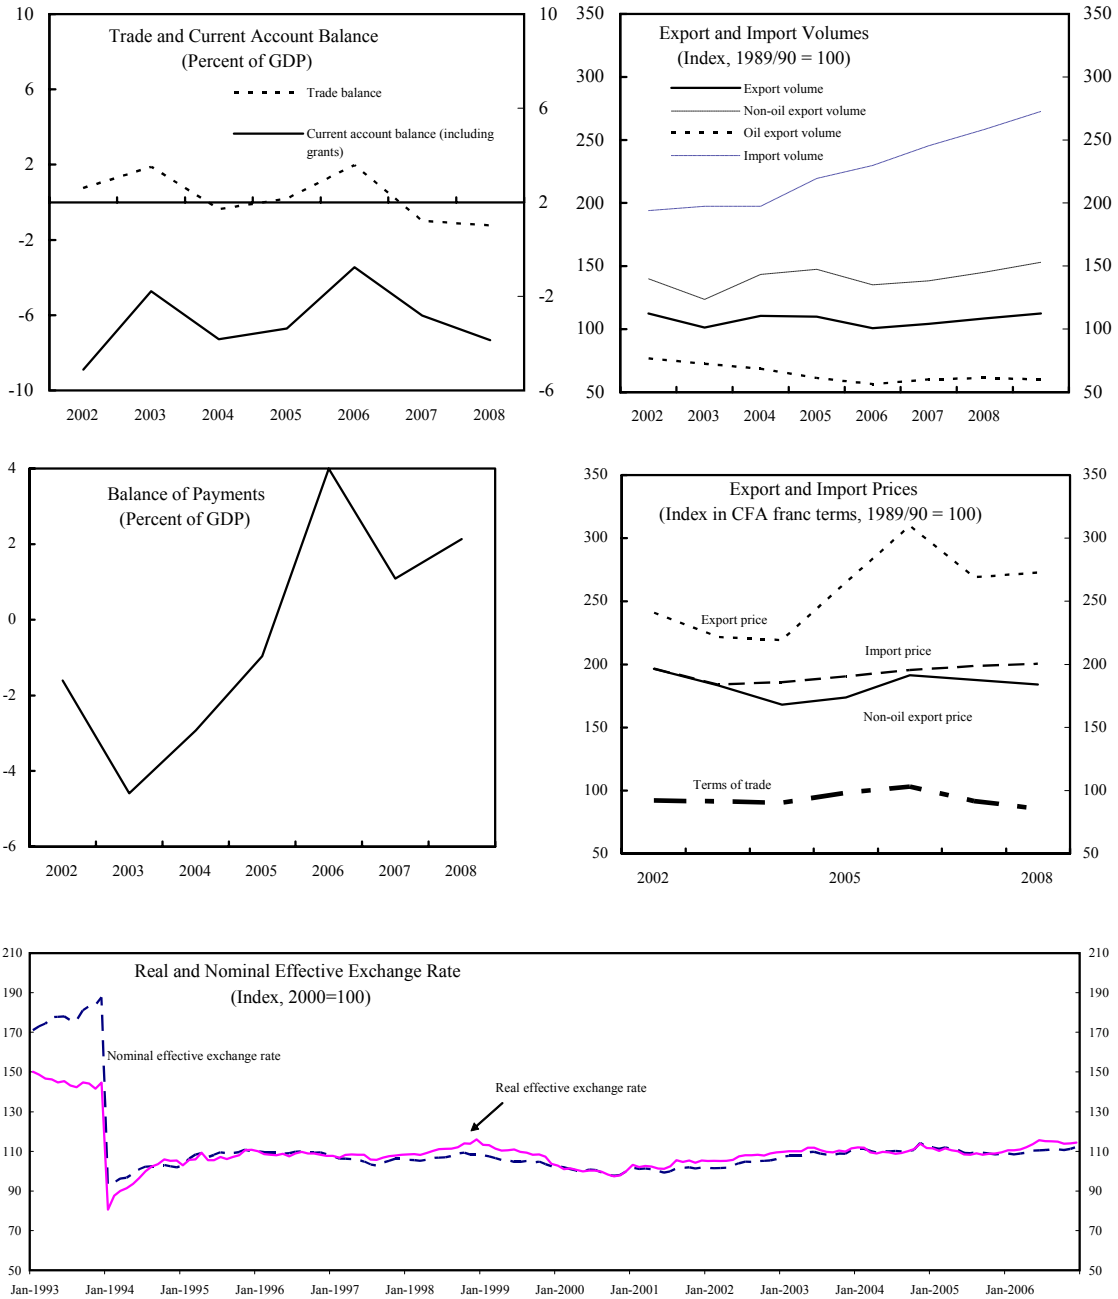 Trade and Current Account Balance
(Percent of GDP)
Trade balance
Current account balance (including
grants)
10
6
2
-2
-6
-10
10
6
2
-2
-6
2002 2003 2004 2005 2006 2007 2008
Export and Import Volumes
(Index, 1989/90 = 100)
Export volume
Non-oil export volume
Oil export volume
Import volume
350
300
250
200
150
100
50
350
300
250
200
150
100
50
2002 2003 2004 2005 2006 2007 2008
Balance of Payments
(Percent of GDP)
4
2
0
-2
-4
-6
2002 2003 2004 2005 2006 2007 2008
Export and Import Prices
(Index in CFA franc terms, 1989/90 = 100)
Export price
Import price
Non-oil export price
Terms of trade
350
300
250
200
150
100
50
350
300
250
200
150
100
50
2002 2005 2008
Real and Nominal Effective Exchange Rate
(Index, 2000=100)
Nominal effective exchange rate
Real effective exchange rate
210
190
170
150
130
110
90
70
50
210
190
170
150
130
110
90
70
50
Jan-1993 Jan-1994 Jan-1995 Jan-1996 Jan-1997 Jan-1998 Jan-1999 Jan-2000 Jan-2001 Jan-2002 Jan-2003 Jan-2004 Jan-2005 Jan-2006